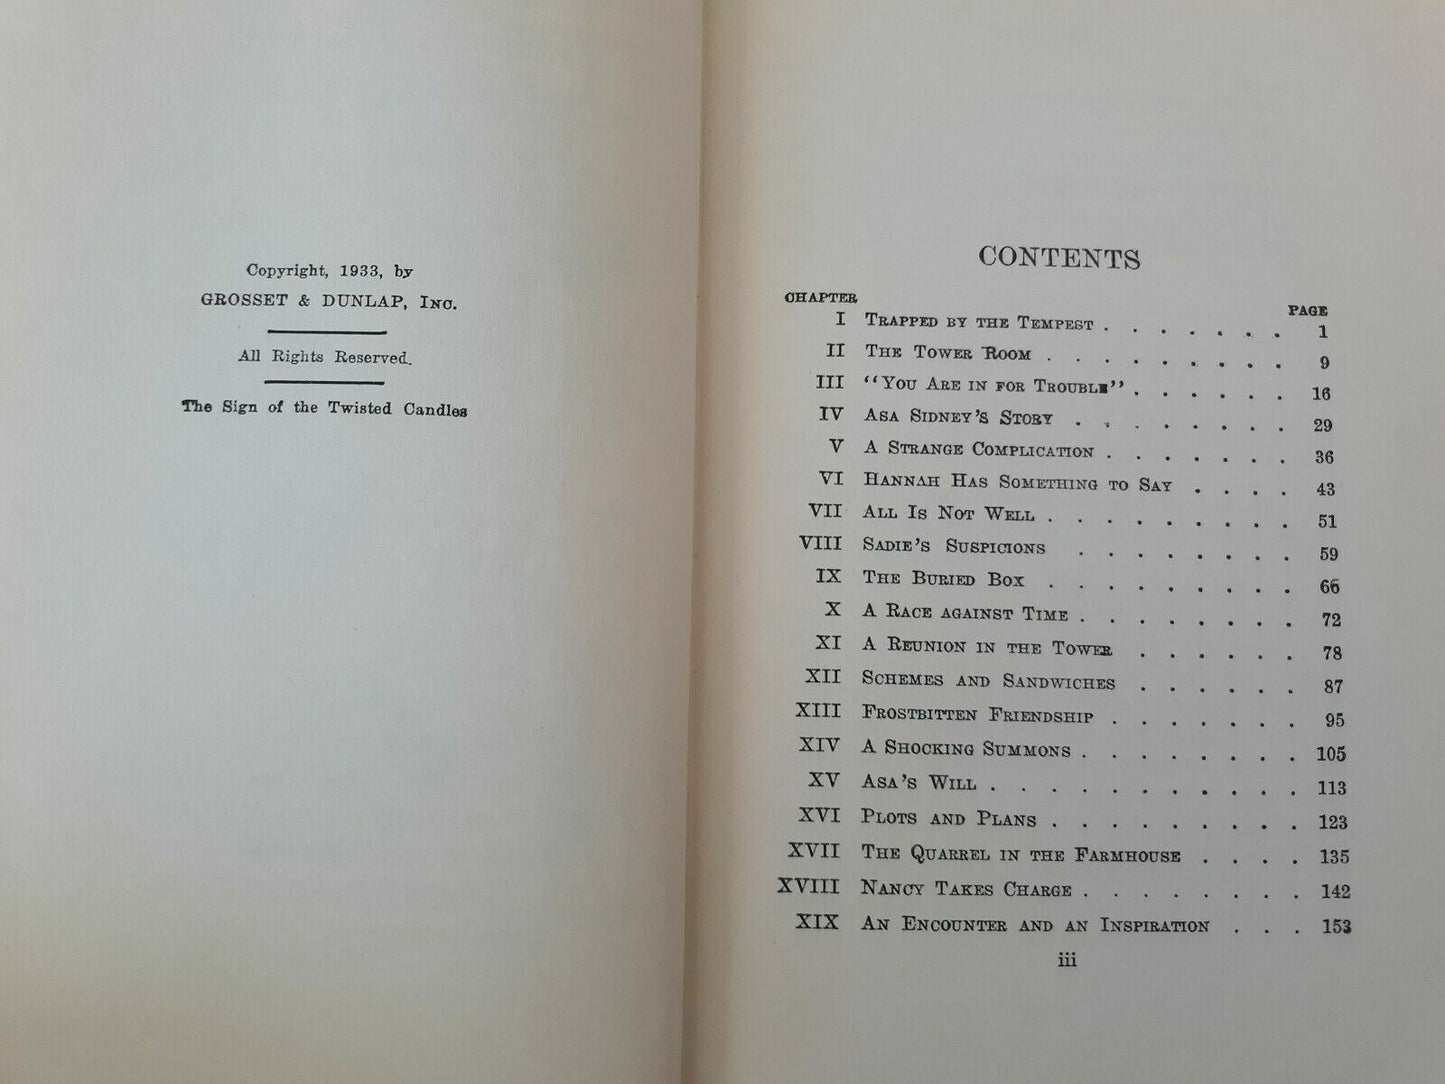 Copyright, 1933, by
GROSSET & DUNLAP, INC.
All Rights Reserved.
The Sign of the Twisted Candles
CONTENTS
CHAPTER PAGE
I TRAPPED BY THE TEMPEST . . . . . . . 1
II THE TOWER ROOM . . . . . . . . . 9
III "YOU ARE IN FOR TROUBLE" . . . . . . 16
IV ASA SIDNEY'S STORY . . . . . . . . 29
V A STRANGE COMPLICATION . . . . . . . 36
VI HANNAH HAS SOMETHING TO SAY . . . . 43
VII ALL IS NOT WELL . . . . . . . . . 51
VIII SADIE'S SUSPICIONS . . . . . . . . 59
IX THE BURIED BOX . . . . . . . . . 66
X A RACE AGAINST TIME . . . . . . . . 72
XI A REUNION IN THE TOWER . . . . . . 78
XII SCHEMES AND SANDWICHES . . . . . . 87
XIII FROSTBITTEN FRIENDSHIP . . . . . . . 95
XIV A SHOCKING SUMMONS . . . . . . . . 105
XV ASA'S WILL . . . . . . . . . . . 113
XVI PLOTS AND PLANS . . . . . . . . . 123
XVII THE QUARREL IN THE FARMHOUSE . . . . 135
XVIII NANCY TAKES CHARGE . . . . . . . . 142
XIX AN ENCOUNTER AND AN INSPIRATION . . . 153
iii